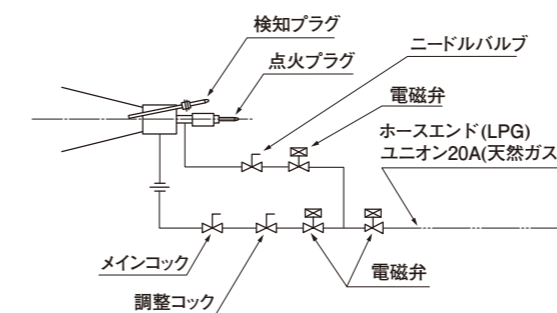 検知プラグ
点火プラグ
ニードルバルブ
電磁弁
ホースエンド(LPG)
ユニオン20A(天然ガス
メインコック
調整コック
電磁弁